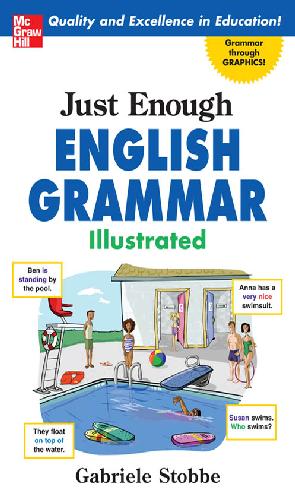 Mc
Graw
Hill
Quality and Excellence in Education!
Grammar
through
GRAPHICS!
Just Enough
ENGLISH
GRAMMAR
Illustrated
Ben is
standing by
the pool.
Anna has a
very nice
swimsuit.
They float
on top of
the water.
Susan swims.
Who swims?
Gabriele Stobbe